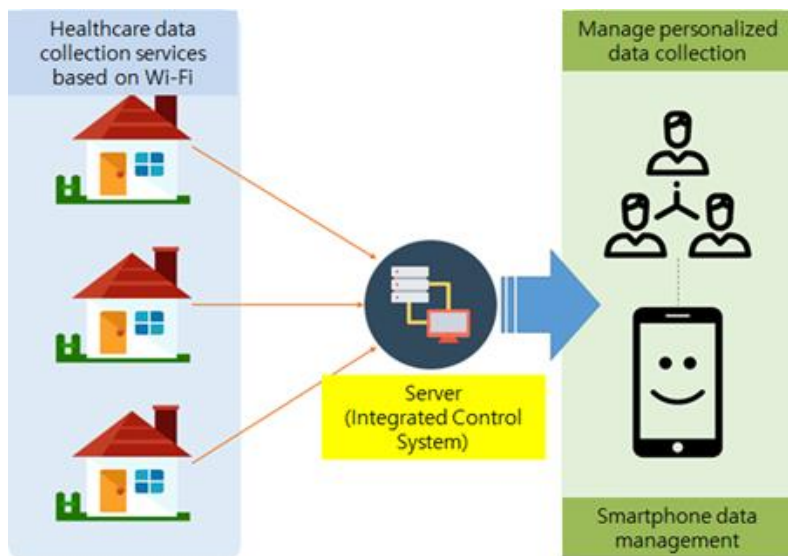 Healthcare data
collection services
based on Wi-Fi
Manage personalized
data collection
Server
(Integrated Control
System)
Smartphone data
management